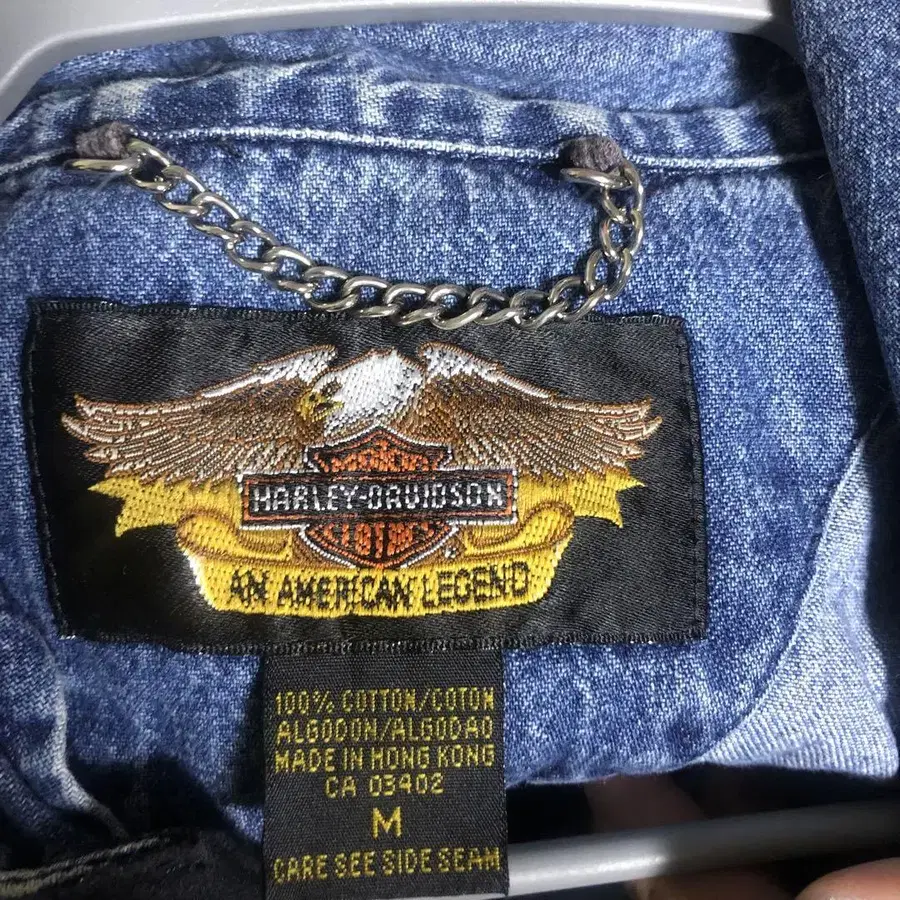 HARLEY-DAVIDSON
AN AMERICAN LEGEND
100% COTTON/COTON
ALGODON/ALGODAO
MADE IN HONG KONG
CA 03402
M
CARE SEE SIDE SEAM